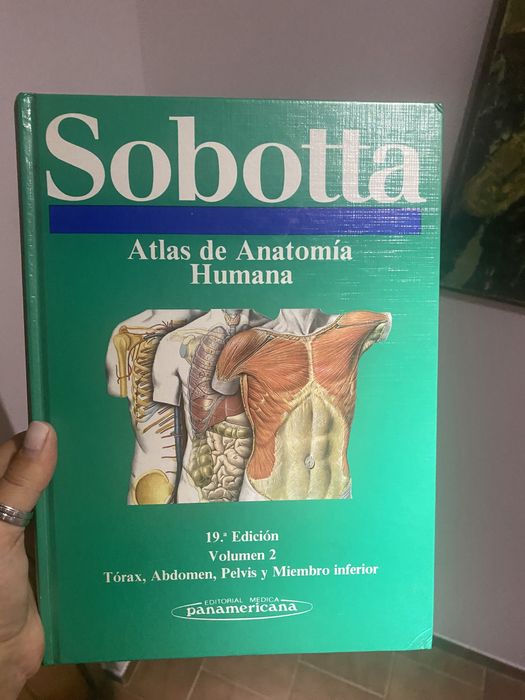 Sobotta
Atlas de Anatomía
Humana
19.ª Edición
Volumen 2
Tórax, Abdomen, Pelvis y Miembro inferior
EDITORIAL MEDICA
panamericana